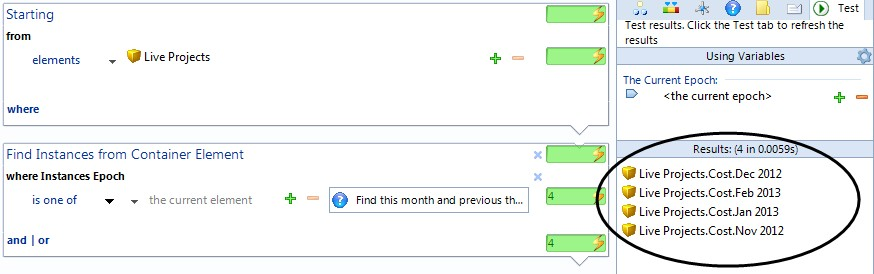 Starting
from
elements
Live Projects
where
Find Instances from Container Element
where Instances Epoch
is one of
the current element
Find this month and previous th...
4
and | or
4
Test
Test results. Click the Test tab to refresh the
results
Using Variables
The Current Epoch:
<the current epoch>
Results: (4 in 0.0059s)
Live Projects.Cost.Dec 2012
Live Projects.Cost.Feb 2013
Live Projects.Cost.Jan 2013
Live Projects.Cost.Nov 2012